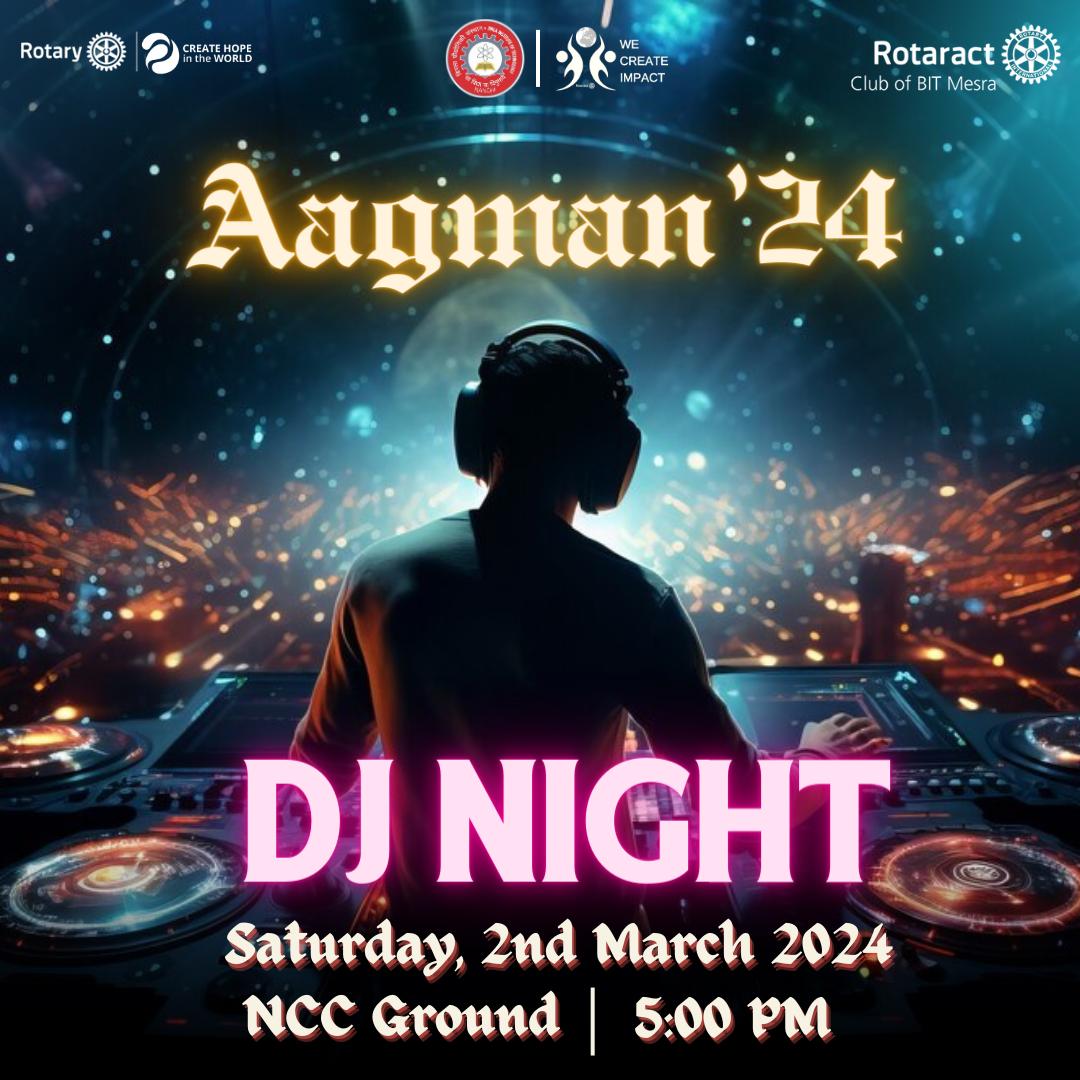 Rotary
CREATE HOPE
in the WORLD
WE
CREATE
IMPACT
Rotaract
Club of BIT Mesra
Aagman'24
DJ NIGHT
Saturday, 2nd March 2024
NCC Ground | 5:00 PM